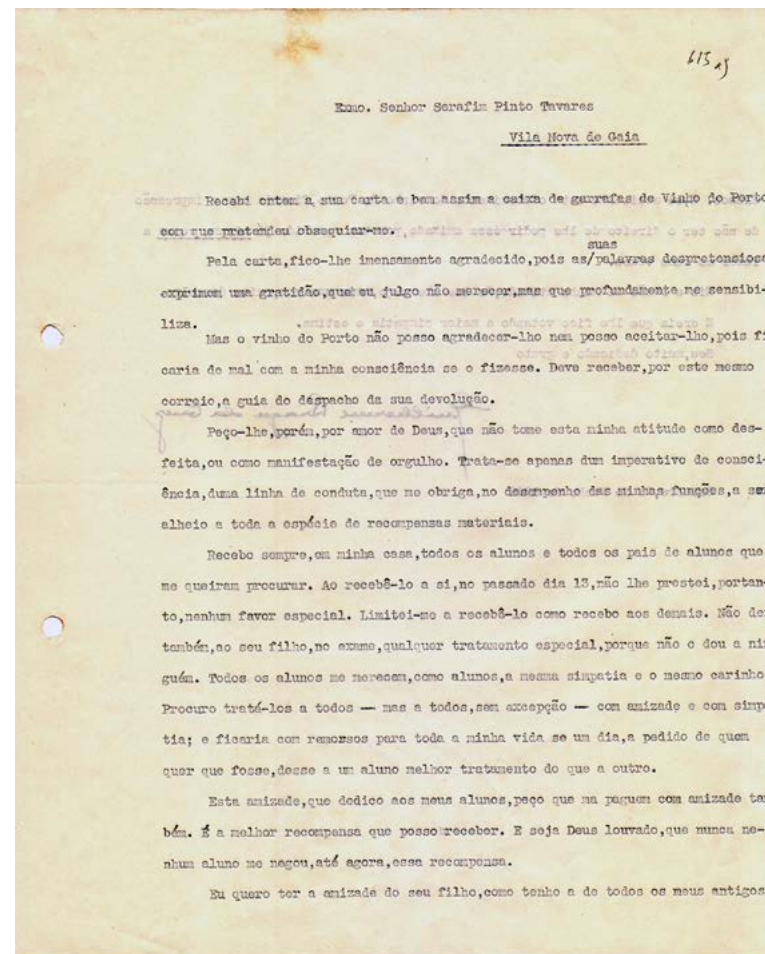 615
Exmo. Senhor Serafim Pinto Tavares
Vila Nova de Gaia
Recebi ontem a sua carta e bem assim a caixa de garrafas de Vinho do Porto
com que pretendeu obsequiar-me.
suas
Pela carta,fico-lhe imensamente agradecido,pois as/palavras despretensiosa
exprimem uma gratidão,que eu julgo não merecer,mas que profundamente me sensibi-
liza.
Mas o vinho do Porto não posso agradecer-lho nem posso aceitar-lho,pois fi
caria de mal com a minha consciência se o fizesse. Deve receber,por este mesmo
correio,a guia do despacho da sua devolução.
Peço-lhe,porém,por amor de Deus,que não tome esta minha atitude como des-
feita,ou como manifestação de orgulho. Trata-se apenas dum imperativo de consci-
ência,duma linha de conduta,que me obriga,no desempenho das minhas funções,a se
alheio a toda a espécie de recompensas materiais.
Recebo sempre,em minha casa,todos os alunos e todos os pais de alunos que
me queiram procurar. Ao recebê-lo a si,no passado dia 13,não lhe prestei,portan-
to,nenhum favor especial. Limitei-me a recebê-lo como recebo aos demais. Não de
também,ao seu filho,no exame,qualquer tratamento especial,porque não o dou a ni
guém. Todos os alunos me merecem,como alunos,a mesma simpatia e o mesmo carinho
Procuro tratá-los a todos — mas a todos,sem excepção — com amizade e com simp
tia; e ficaria com remorsos para toda a minha vida se um dia,a pedido de quem
quer que fosse,desse a um aluno melhor tratamento do que a outro.
Esta amizade,que dedico aos meus alunos,peço que ma paguem com amizade ta
bém. É a melhor recompensa que posso receber. E seja Deus louvado,que nunca ne-
nhum aluno me negou,até agora,essa recompensa.
Eu quero ter a amizade do seu filho,como tenho a de todos os meus antigos